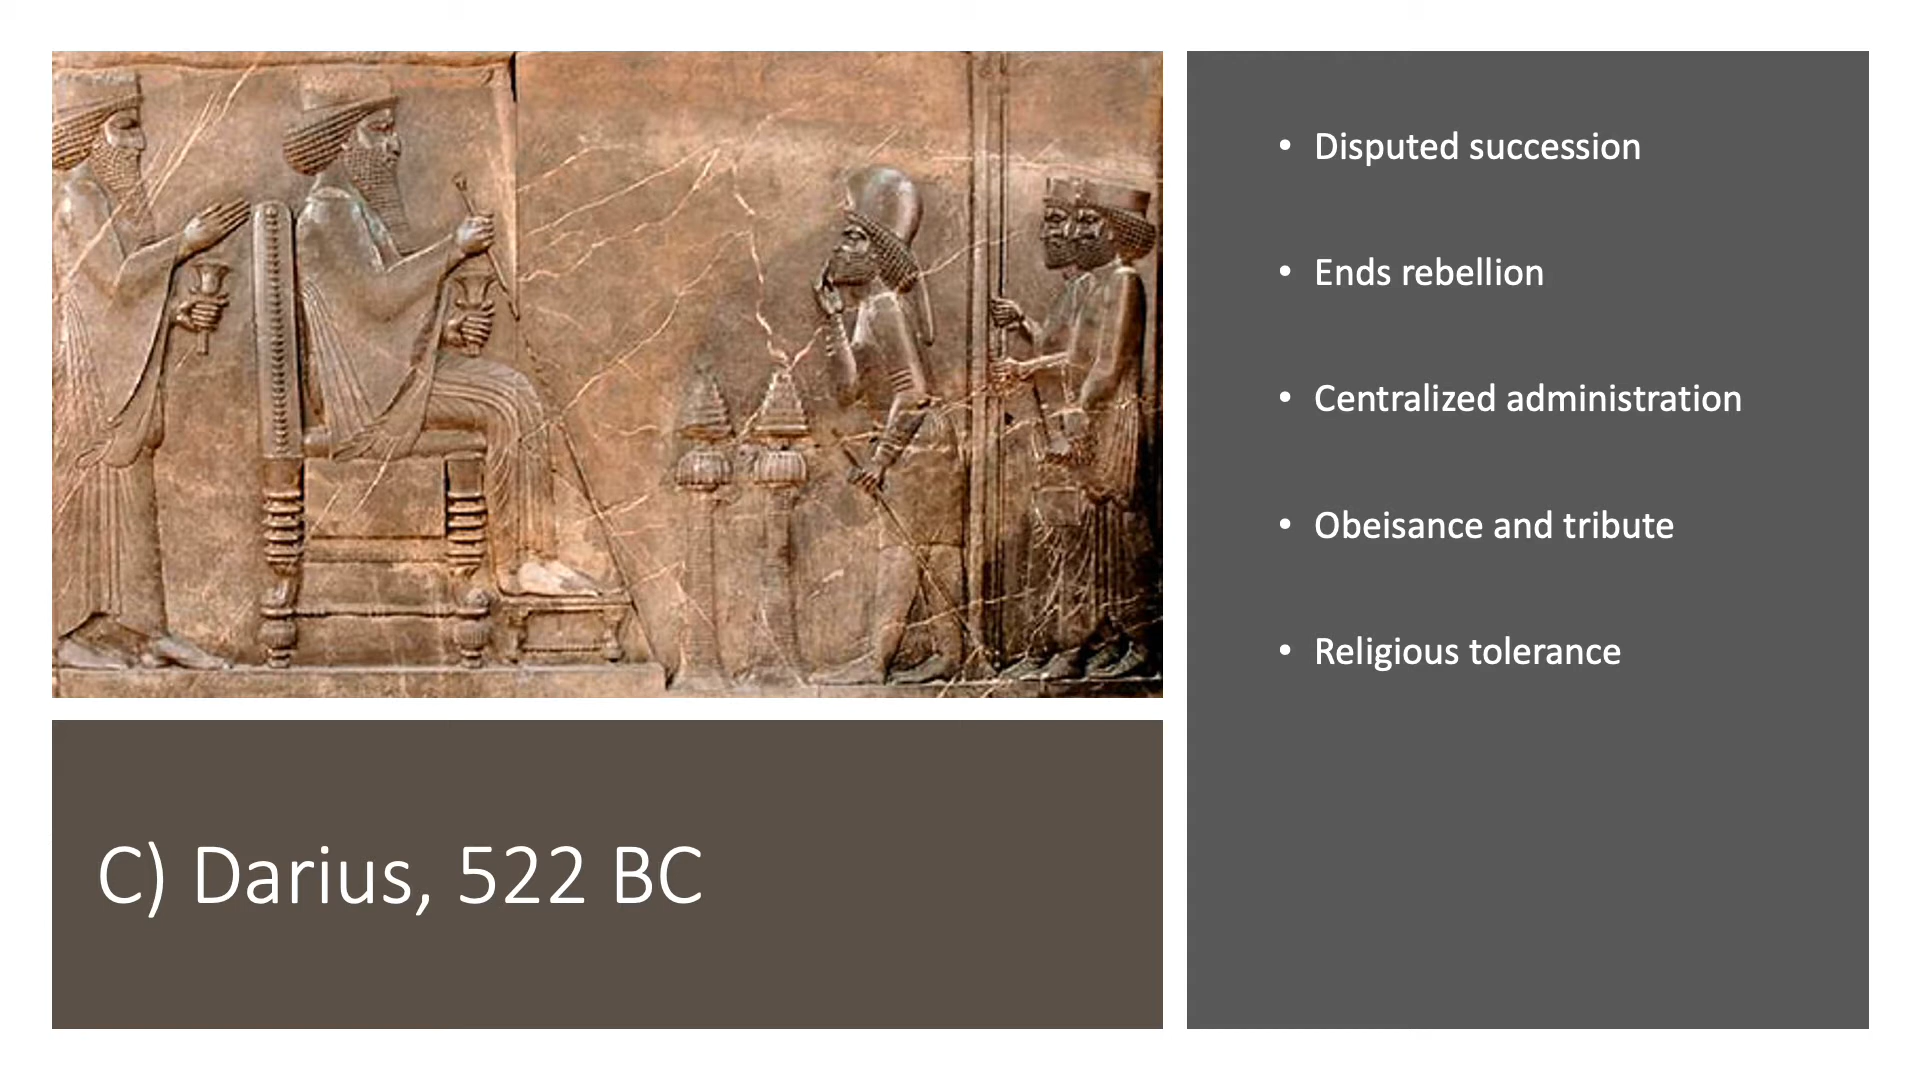 C) Darius, 522 BC
• Disputed succession
• Ends rebellion
• Centralized administration
• Obeisance and tribute
• Religious tolerance